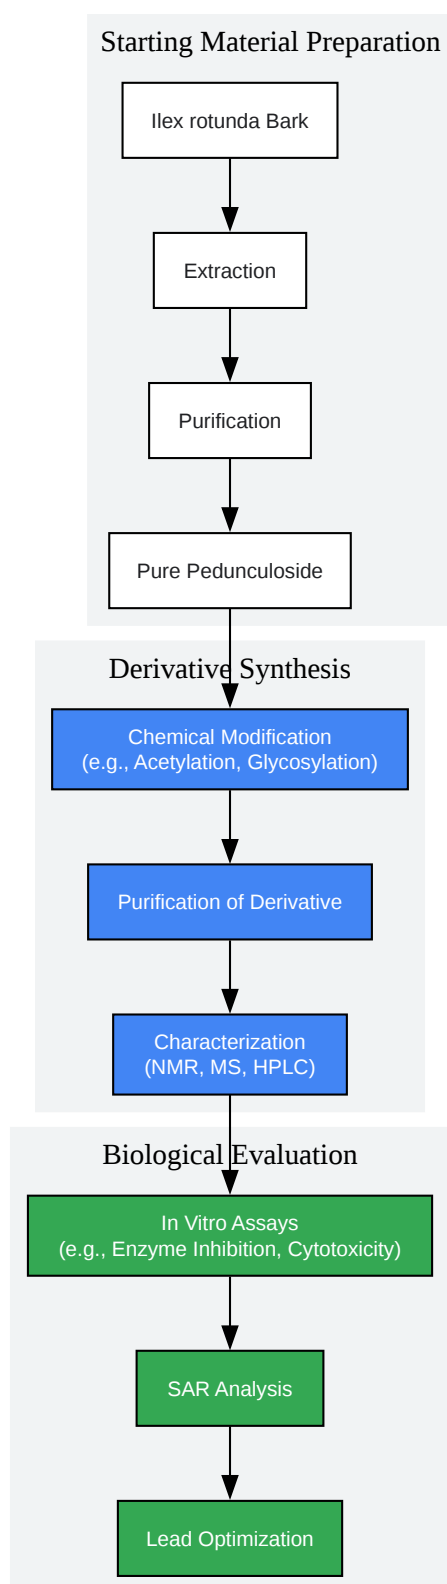 Starting Material Preparation
Ilex rotunda Bark
Extraction
Purification
Pure Pedunculoside
Derivative Synthesis
Chemical Modification
(e.g., Acetylation, Glycosylation)
Purification of Derivative
Characterization
(NMR, MS, HPLC)
Biological Evaluation
In Vitro Assays
(e.g., Enzyme Inhibition, Cytotoxicity)
SAR Analysis
Lead Optimization